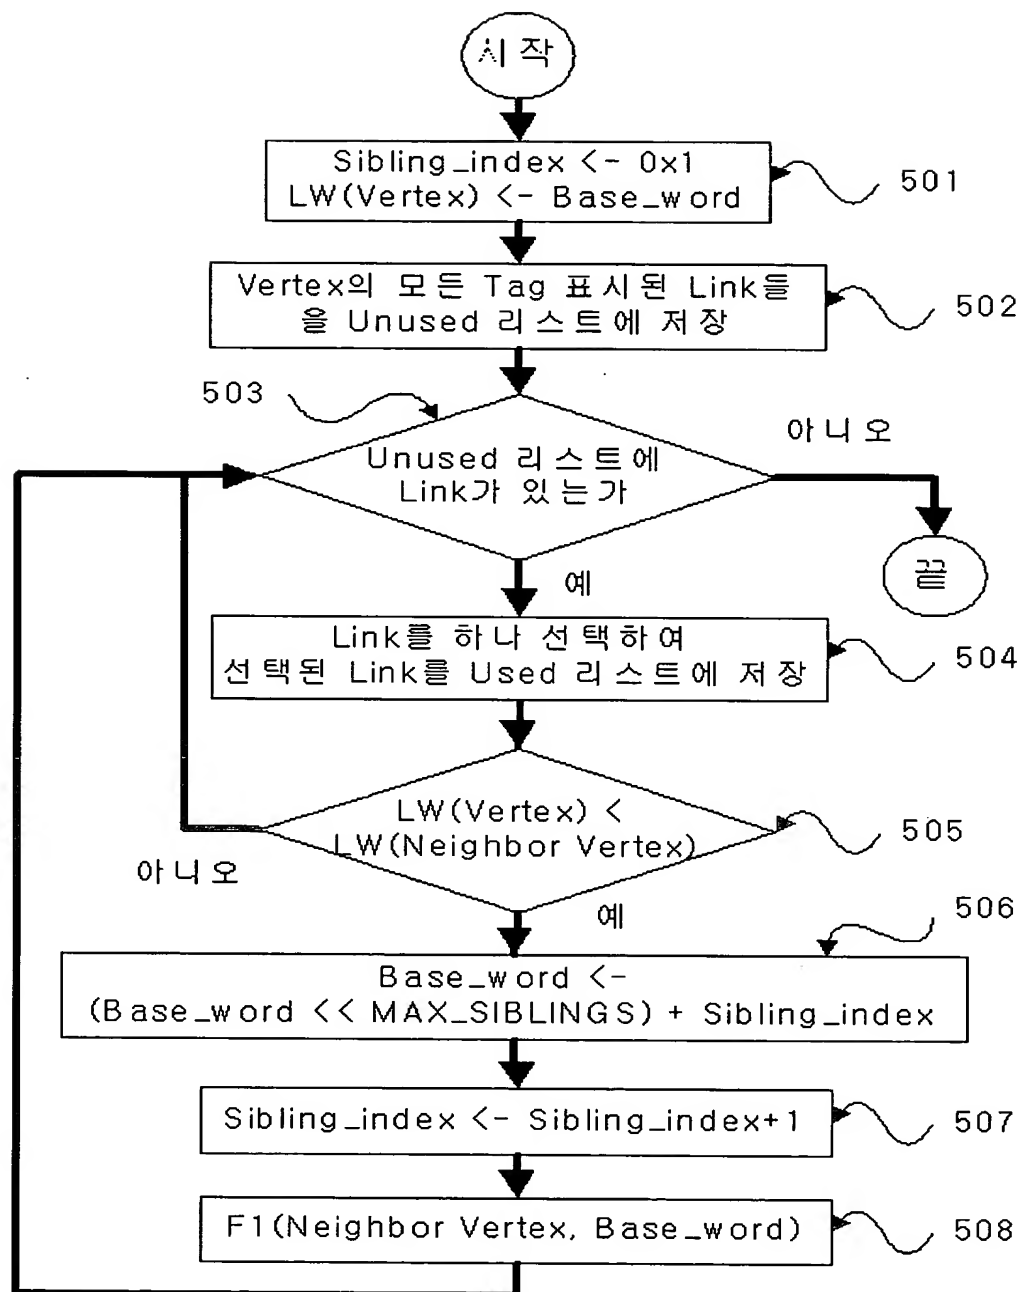 시작
Sibling_index <- 0x1
LW(Vertex) <- Base_word
501
Vertex의 모든 Tag 표시된 Link들
을 Unused 리스트에 저장
502
503
Unused 리스트에
Link가 있는가
아니오
끝
예
Link를 하나 선택하여
선택된 Link를 Used 리스트에 저장
504
LW(Vertex) <
LW(Neighbor Vertex)
505
아니오
예
506
Base_word <-
(Base_word << MAX_SIBLINGS) + Sibling_index
Sibling_index <- Sibling_index+1
507
F1(Neighbor Vertex, Base_word)
508